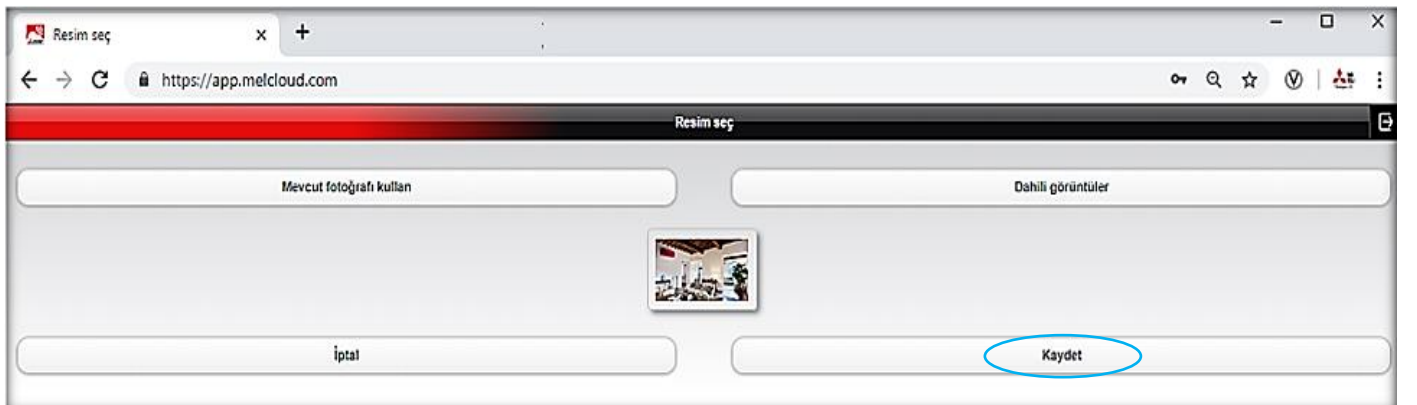 Resim seç
https://app.melcloud.com
Resim seç
Mevcut fotoğrafı kullan
Dahili görüntüler
İptal
Kaydet